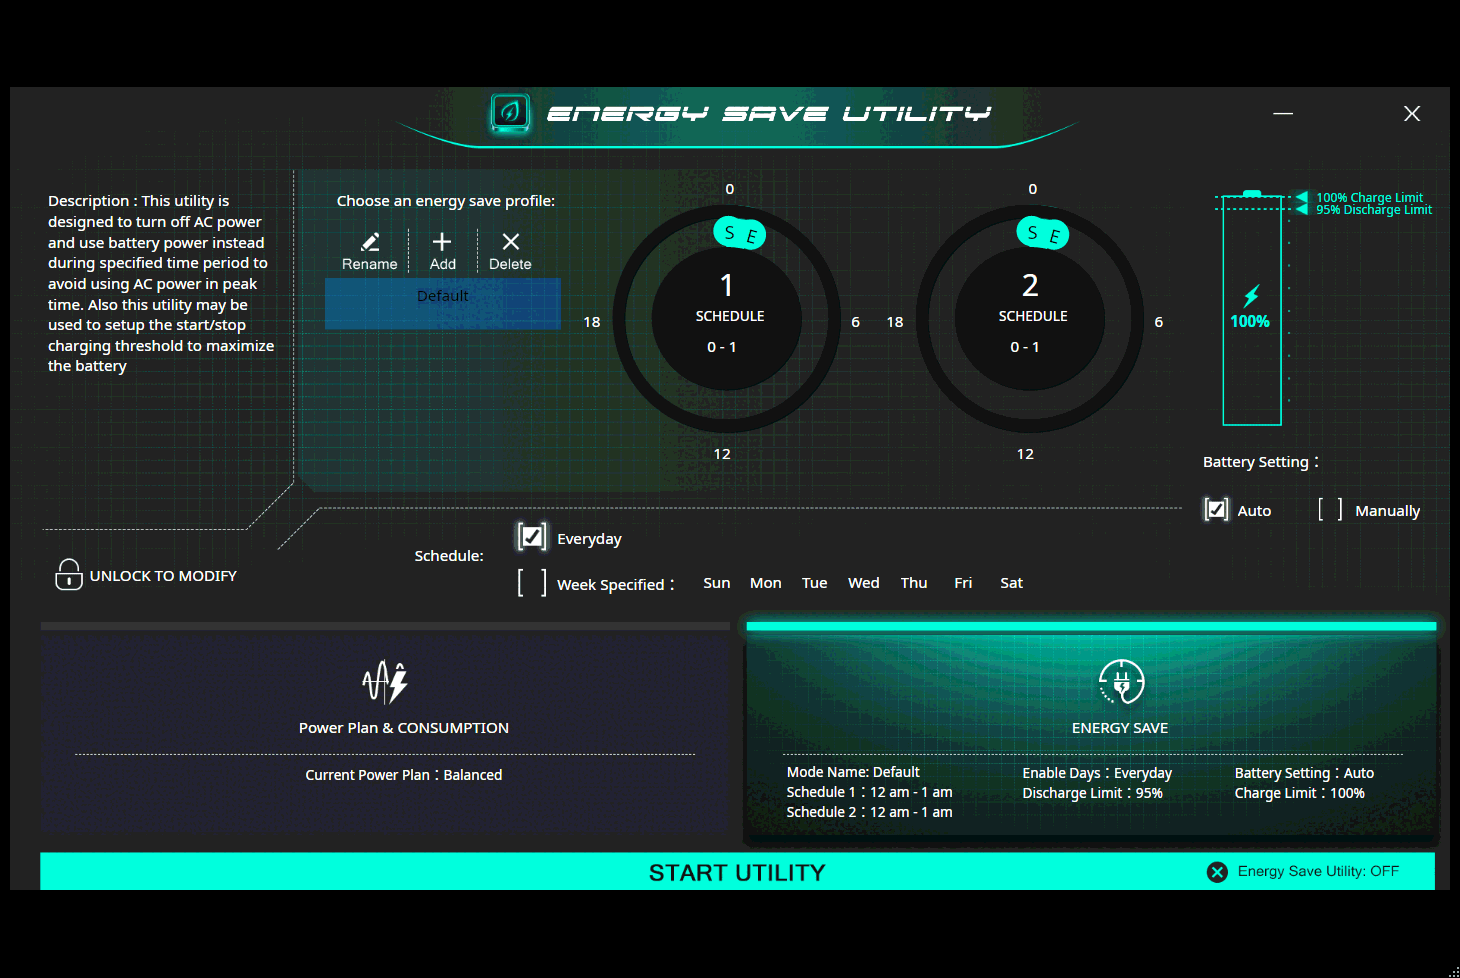 ENERGY SAVE UTILITY
Description : This utility is
designed to turn off AC power
and use battery power instead
during specified time period to
avoid using AC power in peak
time. Also this utility may be
used to setup the start/stop
charging threshold to maximize
the battery
UNLOCK TO MODIFY
Choose an energy save profile:
Rename
Add
Delete
Default
0
18
6
12
S
E
1
SCHEDULE
0 - 1
0
18
6
12
S
E
2
SCHEDULE
0 - 1
100% Charge Limit
95% Discharge Limit
100%
Battery Setting :
Auto
Manually
Schedule:
Everyday
Week Specified : Sun Mon Tue Wed Thu Fri Sat
Power Plan & CONSUMPTION
Current Power Plan : Balanced
ENERGY SAVE
Mode Name: Default
Schedule 1 : 12 am - 1 am
Schedule 2 : 12 am - 1 am
Enable Days : Everyday
Discharge Limit : 95%
Battery Setting : Auto
Charge Limit : 100%
START UTILITY
Energy Save Utility: OFF